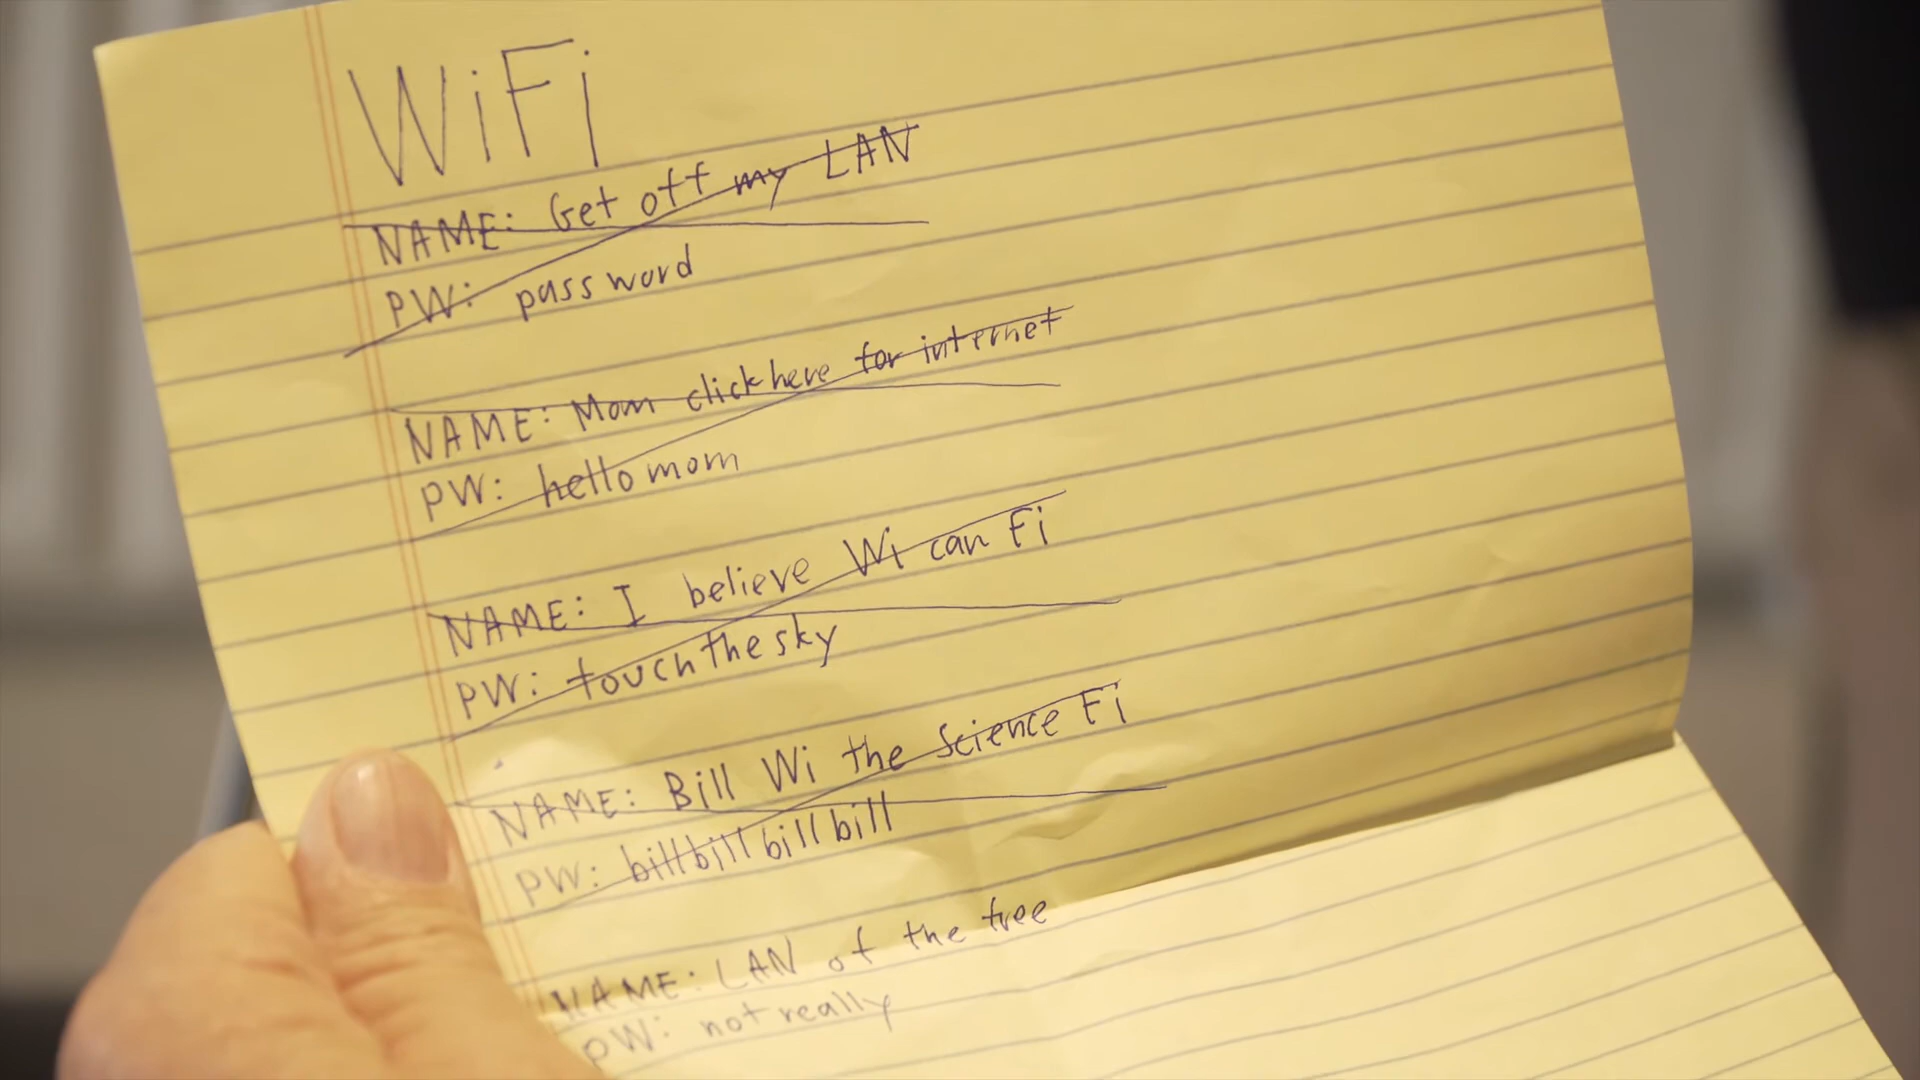 WiFi
NAME: Get off my LAN
PW: password
NAME: Mom click here for internet
PW: hellomom
NAME: I believe Wi can Fi
PW: touchthesky
NAME: Bill Wi the Science Fi
PW: billbillbillbill
NAME: LAN of the free
PW: not really